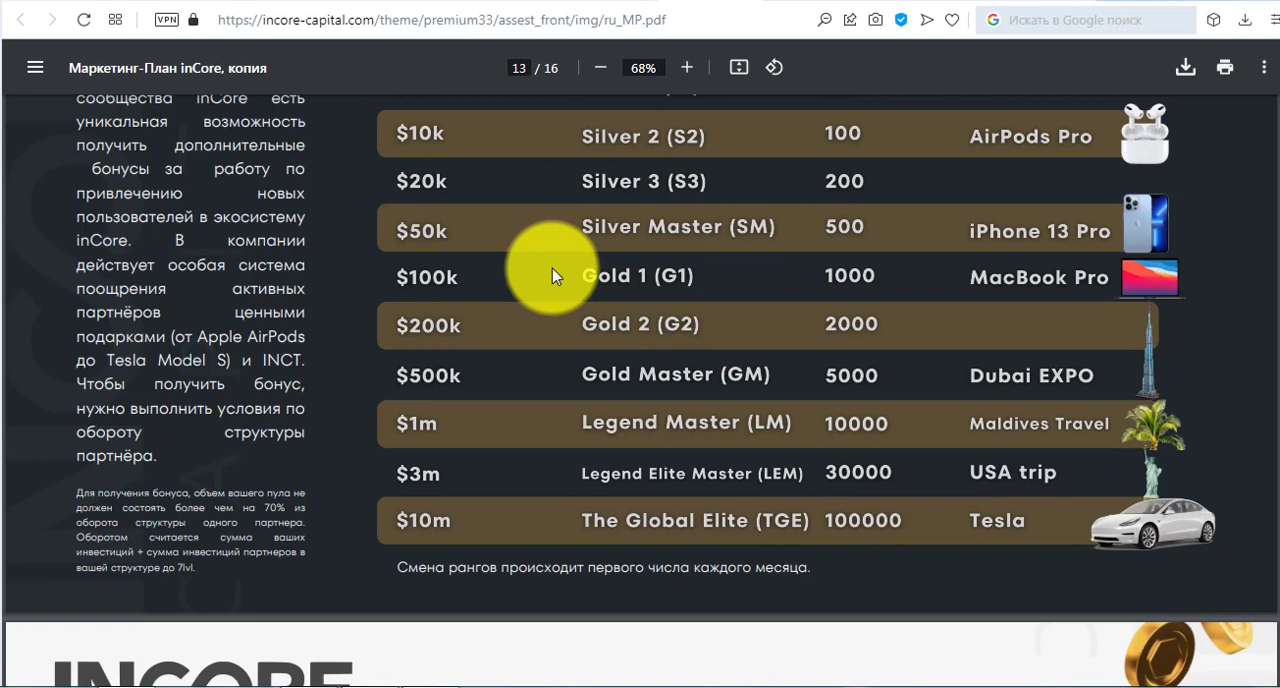 VPN
https://incore-capital.com/theme/premium33/assest_front/img/ru_MP.pdf
Искать в Google поиск
Маркетинг-План inCore, копия
13 / 16
68%
сообщества inCore есть
уникальная возможность
получить дополнительные
бонусы за работу по
привлечению новых
пользователей в экосистему
inCore. В компании
действует особая система
поощрения активных
партнёров ценными
подарками (от Apple AirPods
до Tesla Model S) и INCT.
Чтобы получить бонус,
нужно выполнить условия по
обороту структуры
партнёра.
Для получения бонуса, объем вашего пула не
должен состоять более чем на 70% из
оборота структуры одного партнера.
Оборотом считается сумма ваших
инвестиций + сумма инвестиций партнеров в
вашей структуре до 7lvl.
$10k Silver 2 (S2) 100 AirPods Pro
$20k Silver 3 (S3) 200
$50k Silver Master (SM) 500 iPhone 13 Pro
$100k Gold 1 (G1) 1000 MacBook Pro
$200k Gold 2 (G2) 2000
$500k Gold Master (GM) 5000 Dubai EXPO
$1m Legend Master (LM) 10000 Maldives Travel
$3m Legend Elite Master (LEM) 30000 USA trip
$10m The Global Elite (TGE) 100000 Tesla
Смена рангов происходит первого числа каждого месяца.
INCORE